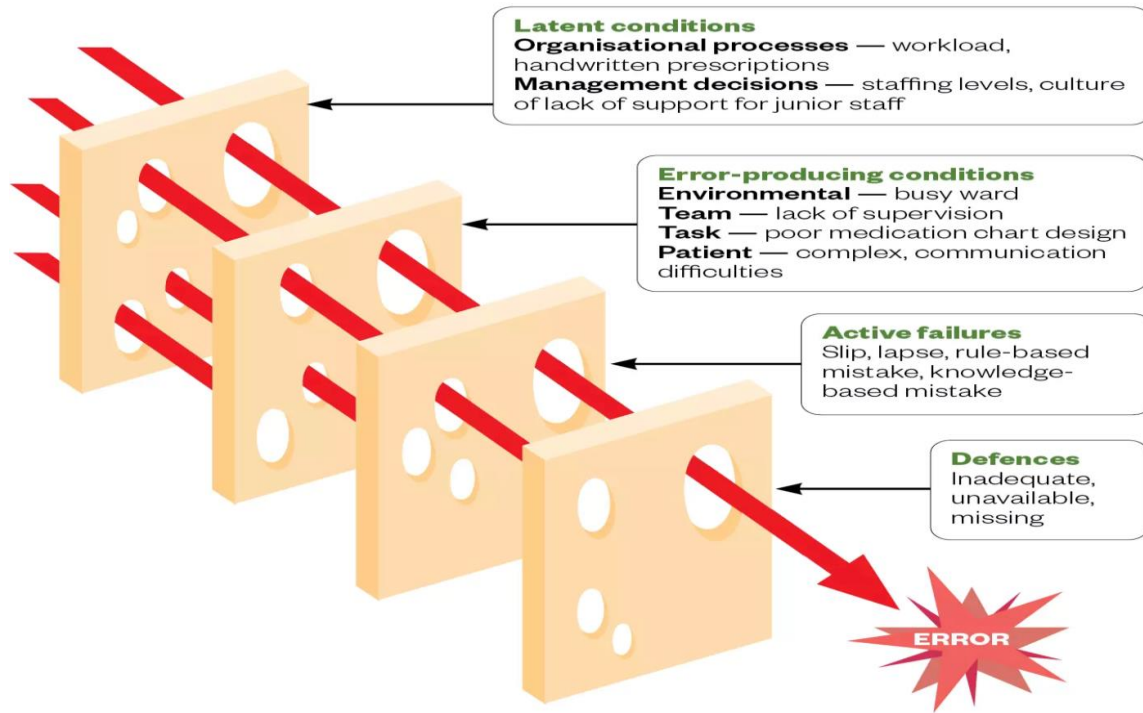 Latent conditions
Organisational processes — workload,
handwritten prescriptions
Management decisions — staffing levels, culture
of lack of support for junior staff
Error-producing conditions
Environmental — busy ward
Team — lack of supervision
Task — poor medication chart design
Patient — complex, communication
difficulties
Active failures
Slip, lapse, rule-based
mistake, knowledge-
based mistake
Defences
Inadequate,
unavailable,
missing
ERROR